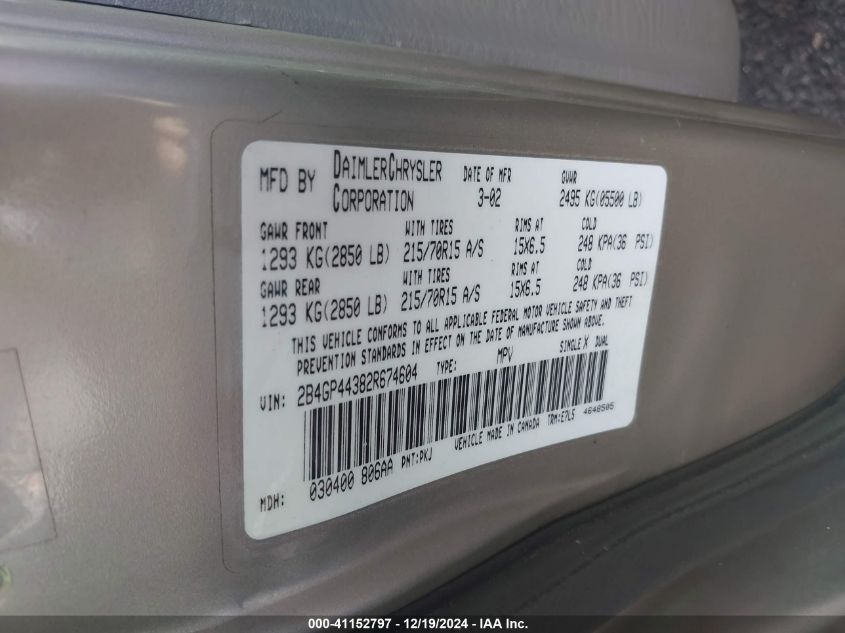 MFD BY DAIMLERCHRYSLER CORPORATION DATE OF MFR 3-02 GVWR 2495 KG(05500 LB)
GAWR FRONT WITH TIRES RIMS AT COLD
1293 KG(2850 LB) 215/70R15 A/S 15X6.5 248 KPA(36 PSI)
GAWR REAR WITH TIRES RIMS AT COLD
1293 KG(2850 LB) 215/70R15 A/S 15X6.5 248 KPA(36 PSI)
THIS VEHICLE CONFORMS TO ALL APPLICABLE FEDERAL MOTOR VEHICLE SAFETY AND THEFT
PREVENTION STANDARDS IN EFFECT ON THE DATE OF MANUFACTURE SHOWN ABOVE.
VIN: 2B4GP44382R674604 TYPE: MPV SINGLE X DUAL
MDH: 030400 806AA PNT:PKJ VEHICLE MADE IN CANADA TRM:E7L5 4648505
000-41152797 - 12/19/2024 - IAA Inc.